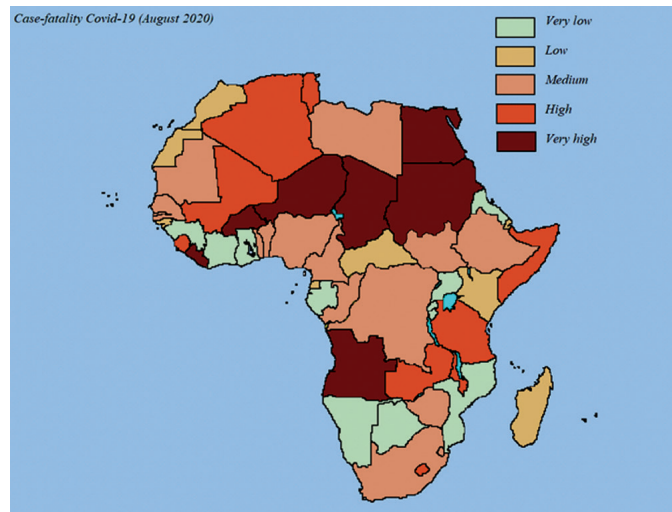 Case-fatality Covid-19 (August 2020)
Very low
Low
Medium
High
Very high